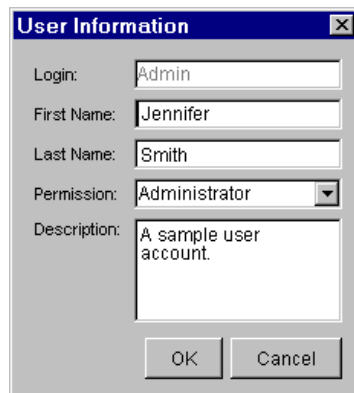 User Information
Login: Admin
First Name: Jennifer
Last Name: Smith
Permission: Administrator
Description: A sample user
account.
OK Cancel